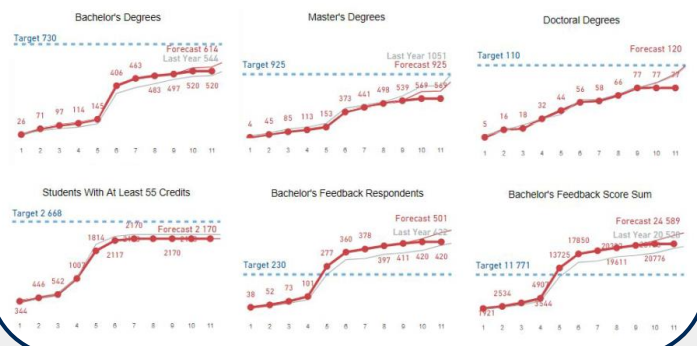 Bachelor's Degrees
Target 730
Forecast 614
Last Year 544
26 71 97 114 145 406 463 483 497 520 520
1 2 3 4 5 6 7 8 9 10 11
Master's Degrees
Last Year 1051
Target 925
Forecast 925
4 45 85 113 153 373 441 498 539 569 569
1 2 3 4 5 6 7 8 9 10 11
Doctoral Degrees
Forecast 120
Target 110
5 16 18 32 44 56 58 66 77 77
1 2 3 4 5 6 7 8 9 10 11
Students With At Least 55 Credits
Target 2 668
Forecast 2 170
344 446 542 1007 1814 2117 2170 2170
1 2 3 4 5 6 7 8 9 10 11
Bachelor's Feedback Respondents
Forecast 501
Last Year 422
Target 230
38 52 73 101 277 360 378 397 411 420 420
1 2 3 4 5 6 7 8 9 10 11
Bachelor's Feedback Score Sum
Forecast 24 589
Last Year 20 520
Target 11 771
1921 2534 3544 4907 13725 17850 19611 20776
1 2 3 4 5 6 7 8 9 10 11